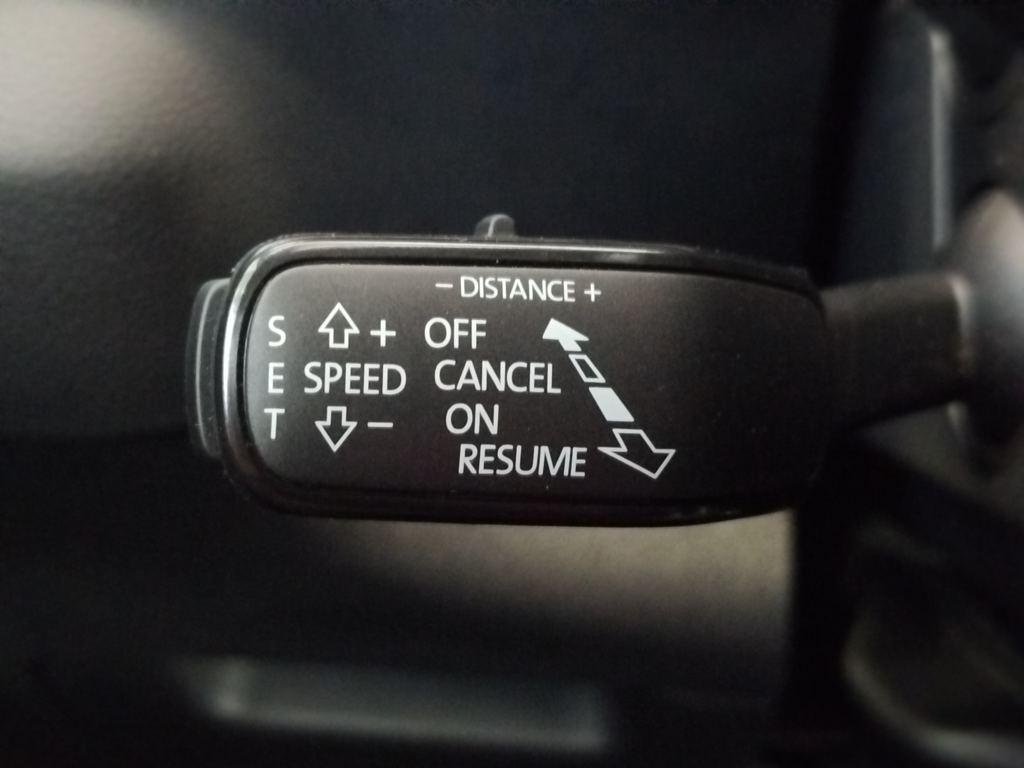 - DISTANCE +
S
E
T
+
SPEED
-
OFF
CANCEL
ON
RESUME